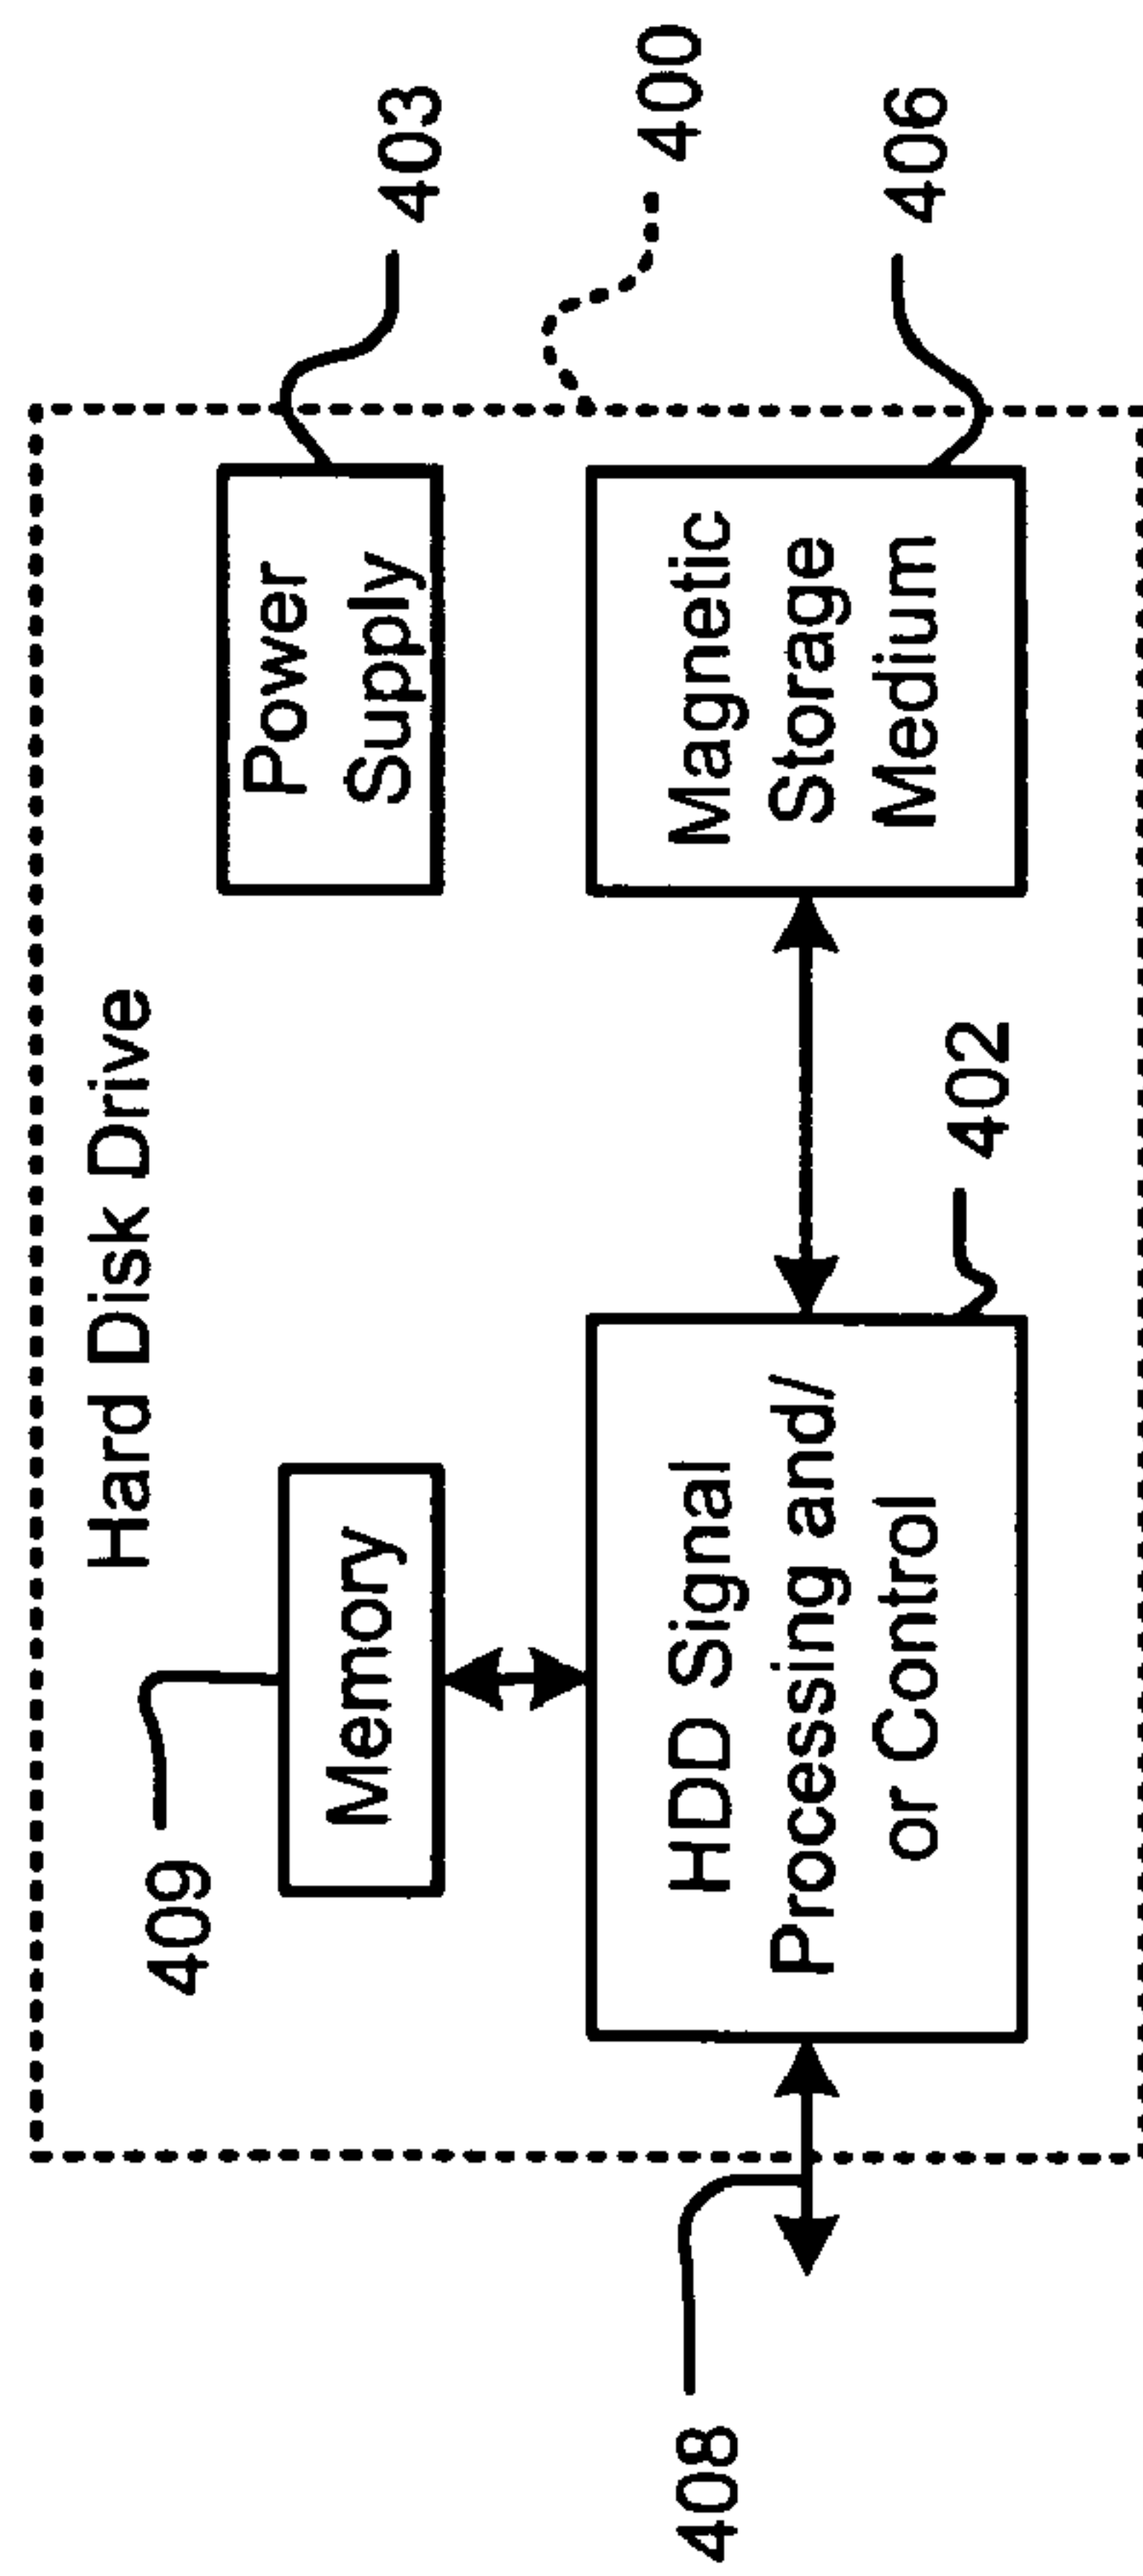 Hard Disk Drive
409
Memory
Power
Supply
403
400
408
HDD Signal
Processing and/
or Control
402
Magnetic
Storage
Medium
406